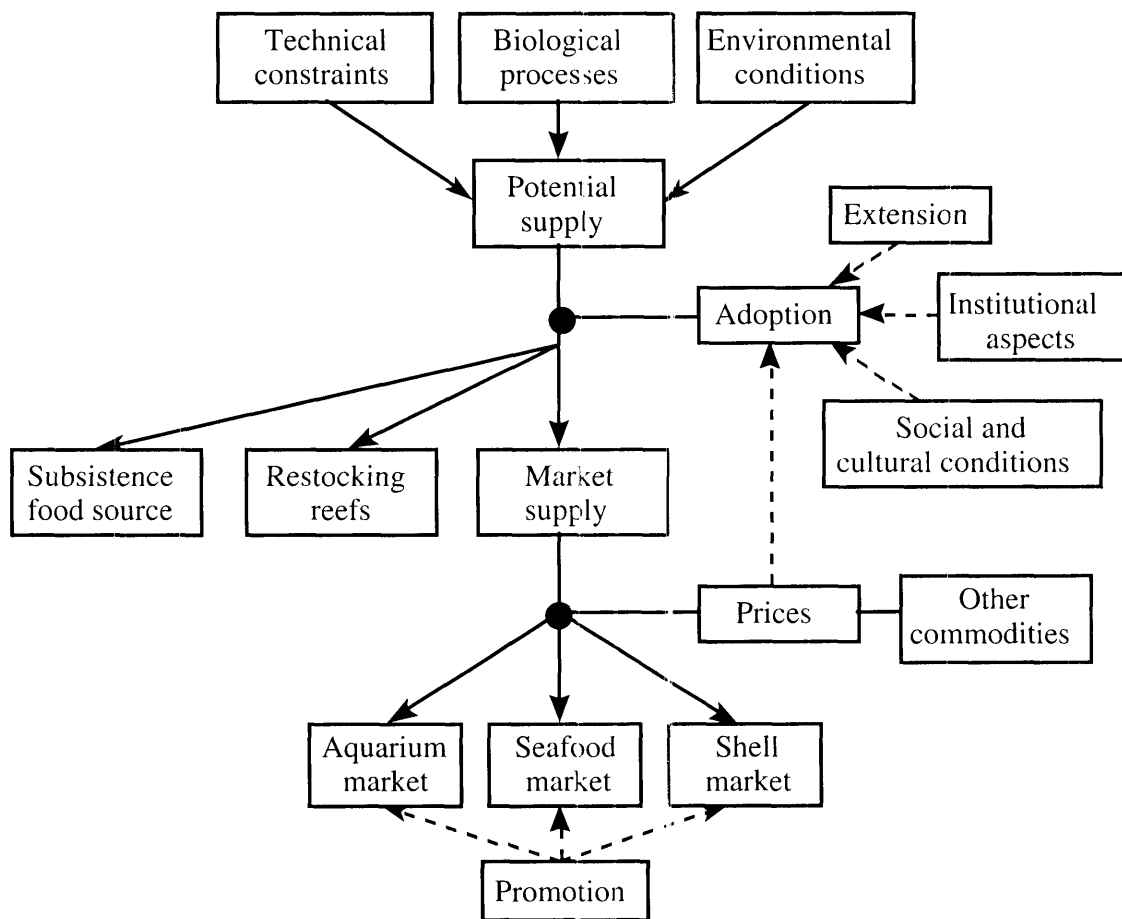 Technical
constraints
Biological
processes
Environmental
conditions
Potential
supply
Extension
Adoption
Institutional
aspects
Social and
cultural conditions
Subsistence
food source
Restocking
reefs
Market
supply
Prices
Other
commodities
Aquarium
market
Seafood
market
Shell
market
Promotion